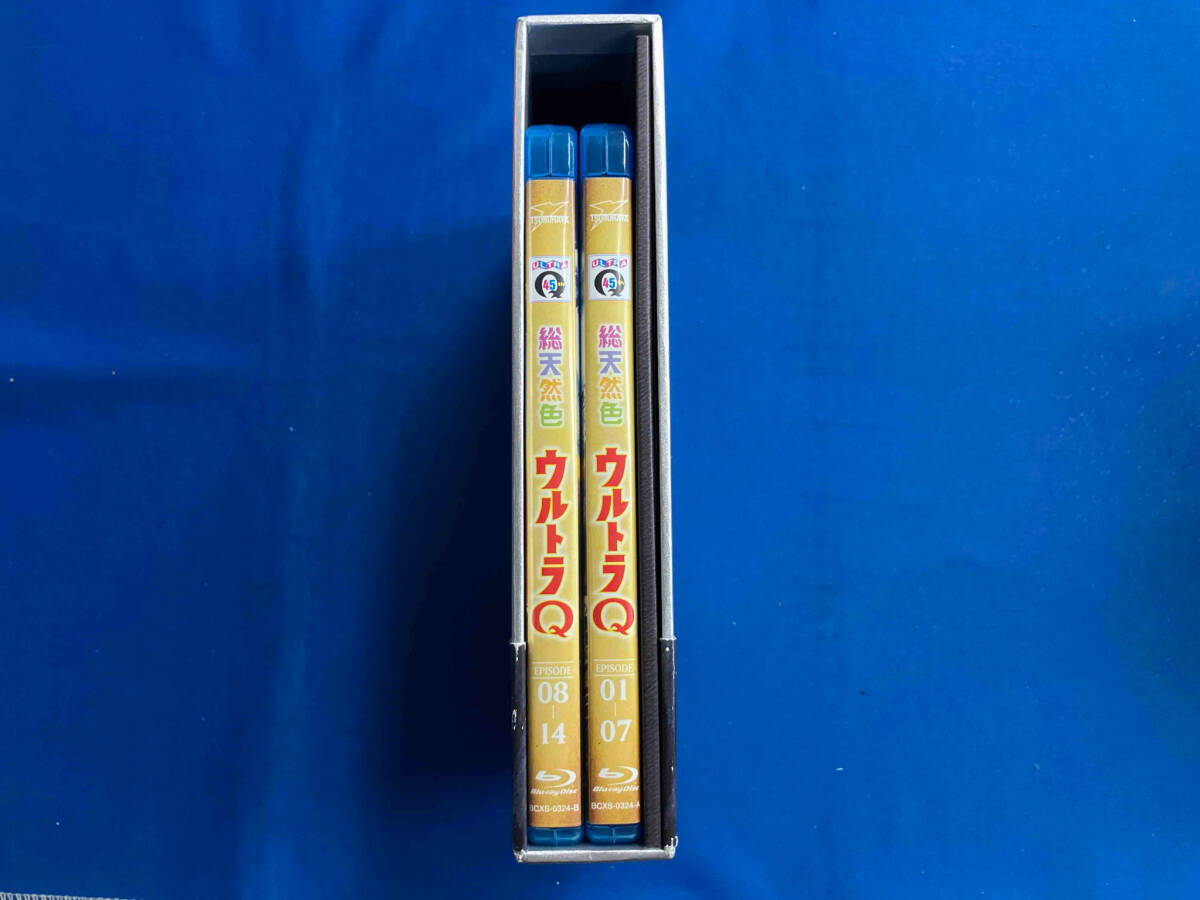 TSUBURAYA
ULTRA
Q
45
総天然色
ウルトラQ
EPISODE
08
14
Blu-ray Disc
BCXS-0324-B
TSUBURAYA
ULTRA
Q
45
総天然色
ウルトラQ
EPISODE
01
07
Blu-ray Disc
BCXS-0324-A